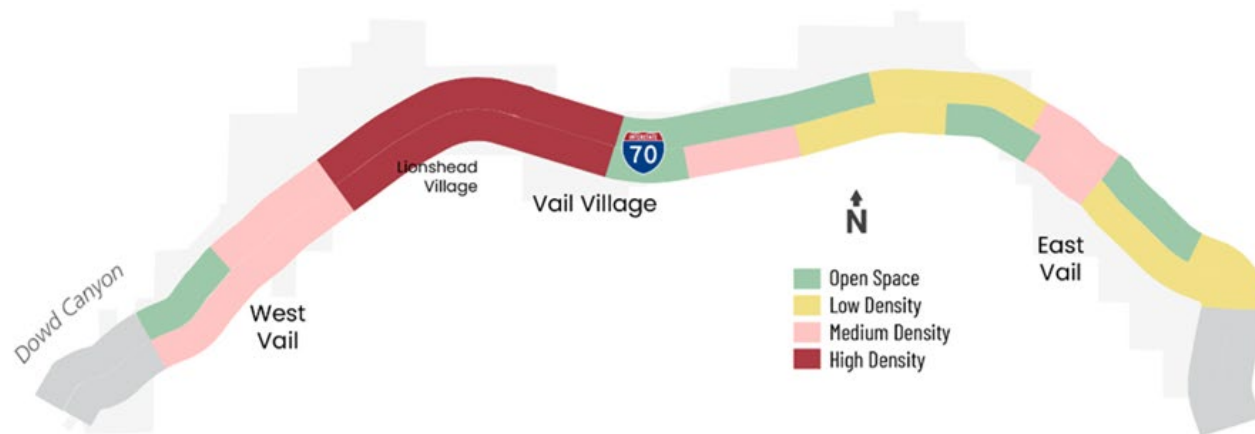 INTERSTATE
70
Lionshead
Village
Vail Village
N
Dowd Canyon
West
Vail
East
Vail
Open Space
Low Density
Medium Density
High Density